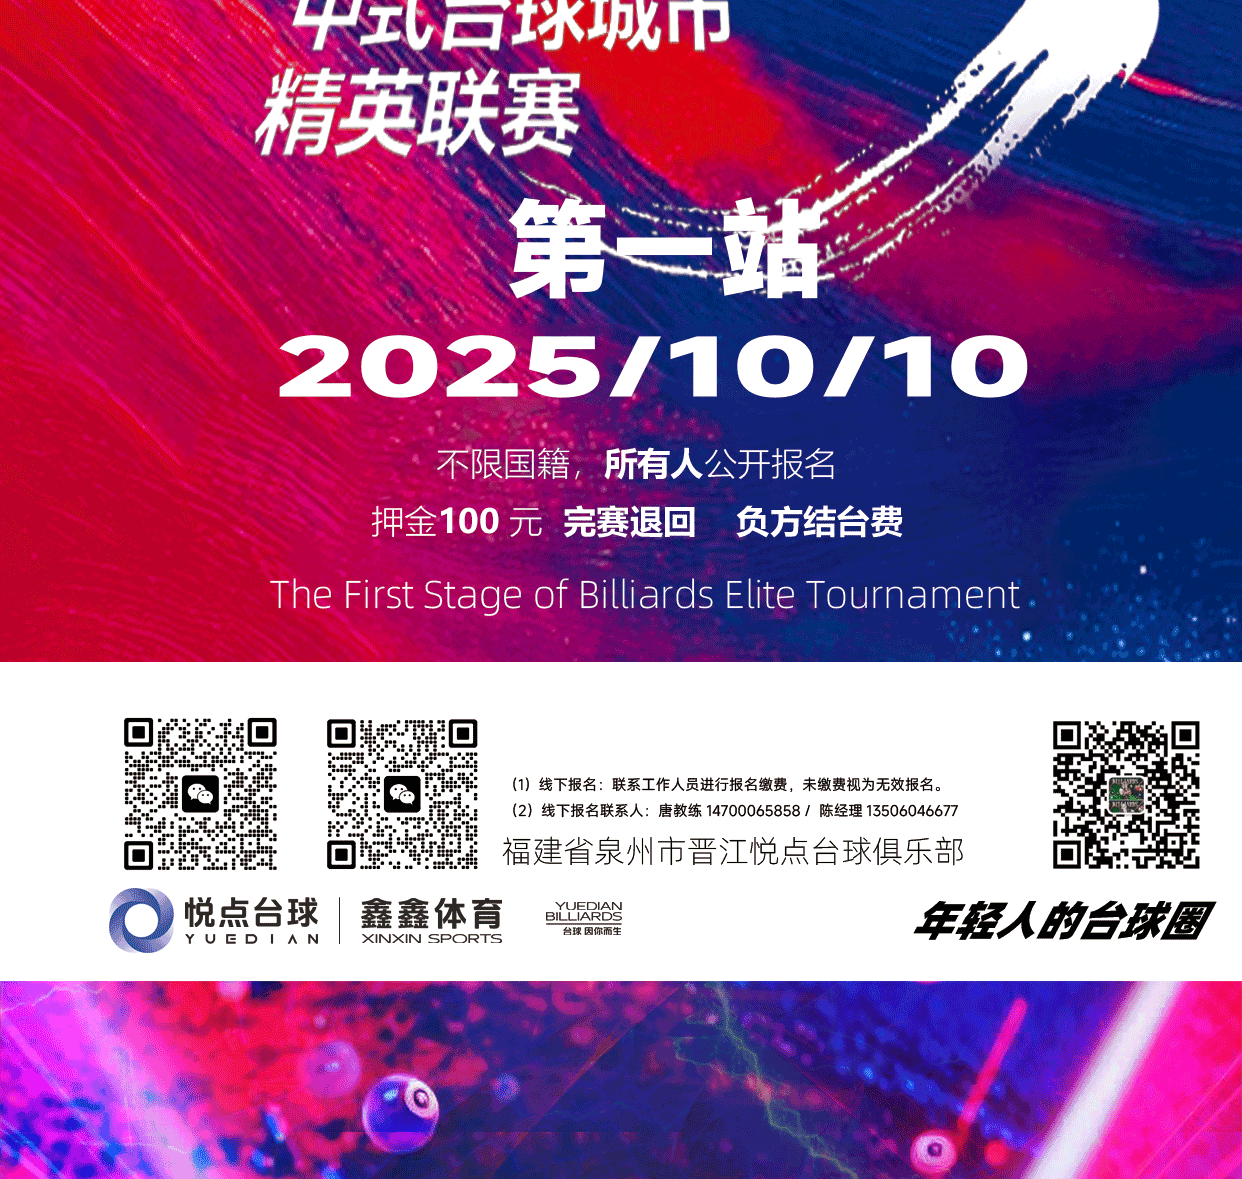 中式台球城市
精英联赛
第一站
2025/10/10
不限国籍，所有人公开报名
押金100 元 完赛退回 负方结台费
The First Stage of Billiards Elite Tournament
（1）线下报名：联系工作人员进行报名缴费，未缴费视为无效报名。
（2）线下报名联系人：唐教练 14700065858 / 陈经理 13506046677
福建省泉州市晋江悦点台球俱乐部
悦点台球
YUEDIAN
鑫鑫体育
XINXIN SPORTS
YUEDIAN
BILLIARDS
台球 因你而生
年轻人的台球圈